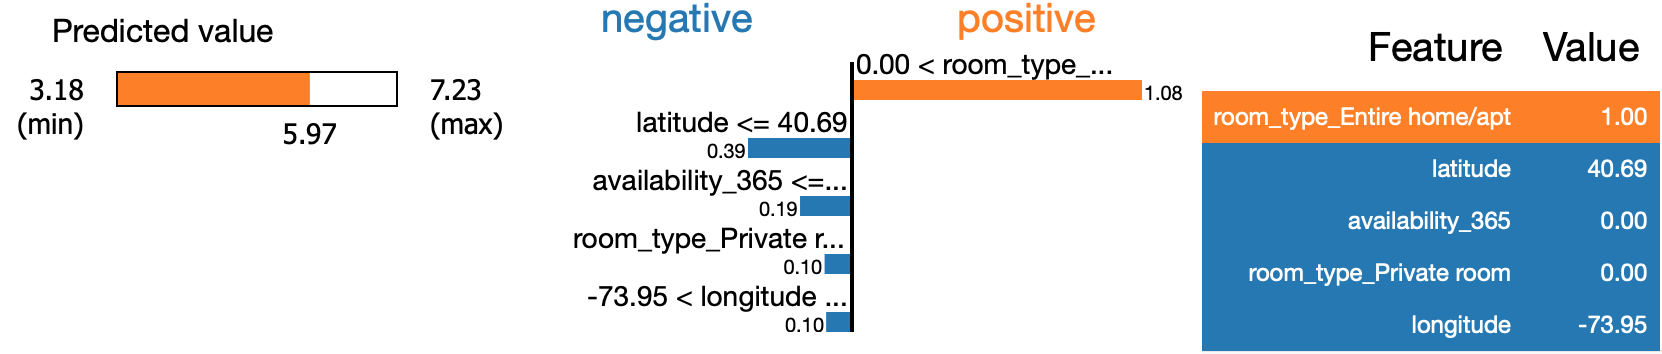 Predicted value
3.18
(min)
7.23
(max)
5.97
negative
positive
0.00 < room_type_...
1.08
latitude <= 40.69
0.39
availability_365 <=...
0.19
room_type_Private r...
0.10
-73.95 < longitude ...
0.10
Feature Value
room_type_Entire home/apt 1.00
latitude 40.69
availability_365 0.00
room_type_Private room 0.00
longitude -73.95